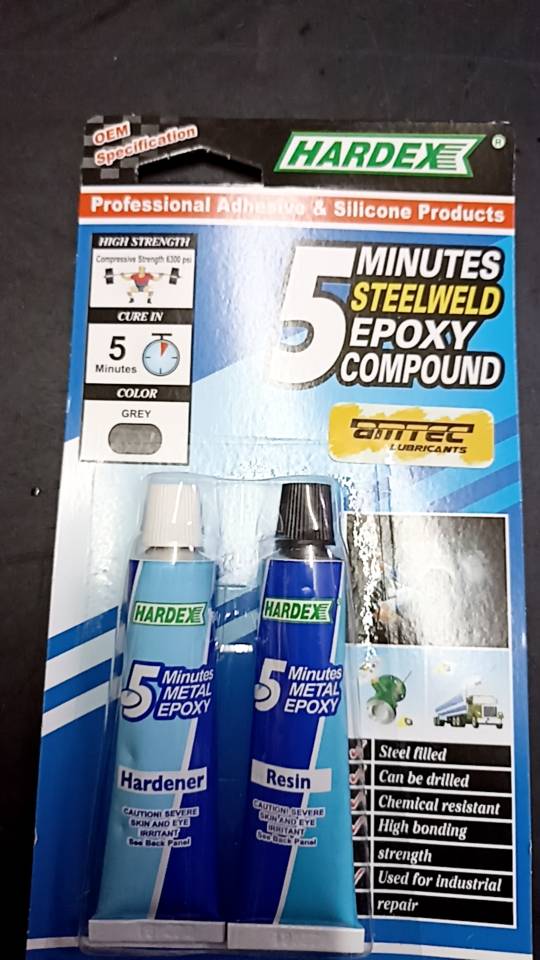 OEM
Specification
HARDEX ®
Professional Adhesive & Silicone Products
HIGH STRENGTH
Compressive Strength 6300 psi
CURE IN
5
Minutes
COLOR
GREY
5 MINUTES
STEELWELD
EPOXY
COMPOUND
AMTEC
LUBRICANTS
HARDEX
5 Minutes
METAL
EPOXY
Hardener
CAUTION! SEVERE
SKIN AND EYE
IRRITANT
See Back Panel
HARDEX
5 Minutes
METAL
EPOXY
Resin
CAUTION! SEVERE
SKIN AND EYE
IRRITANT
See Back Panel
Steel filled
Can be drilled
Chemical resistant
High bonding
strength
Used for industrial
repair